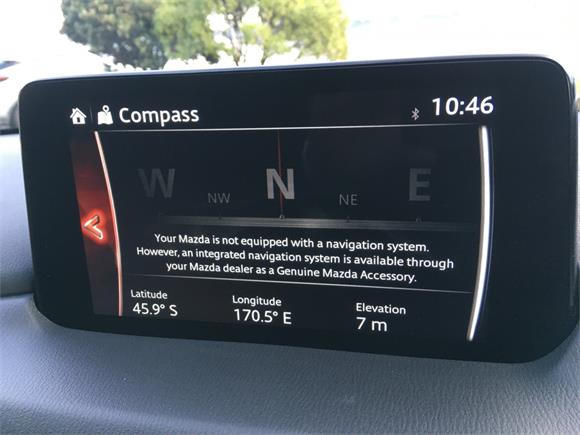 Compass
10:46
W NW N NE E
Your Mazda is not equipped with a navigation system.
However, an integrated navigation system is available through
your Mazda dealer as a Genuine Mazda Accessory.
Latitude Longitude Elevation
45.9° S 170.5° E 7 m